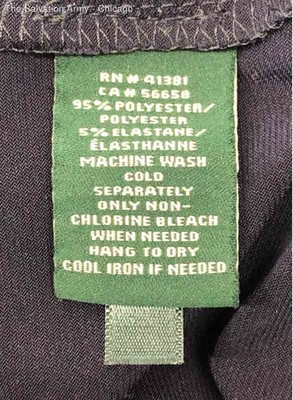 The Salvation Army - Chicago
RN # 41381
CA # 56658
95% POLYESTER/
POLYESTER
5% ELASTANE/
ÉLASTHANNE
MACHINE WASH
COLD
SEPARATELY
ONLY NON-
CHLORINE BLEACH
WHEN NEEDED
HANG TO DRY
COOL IRON IF NEEDED